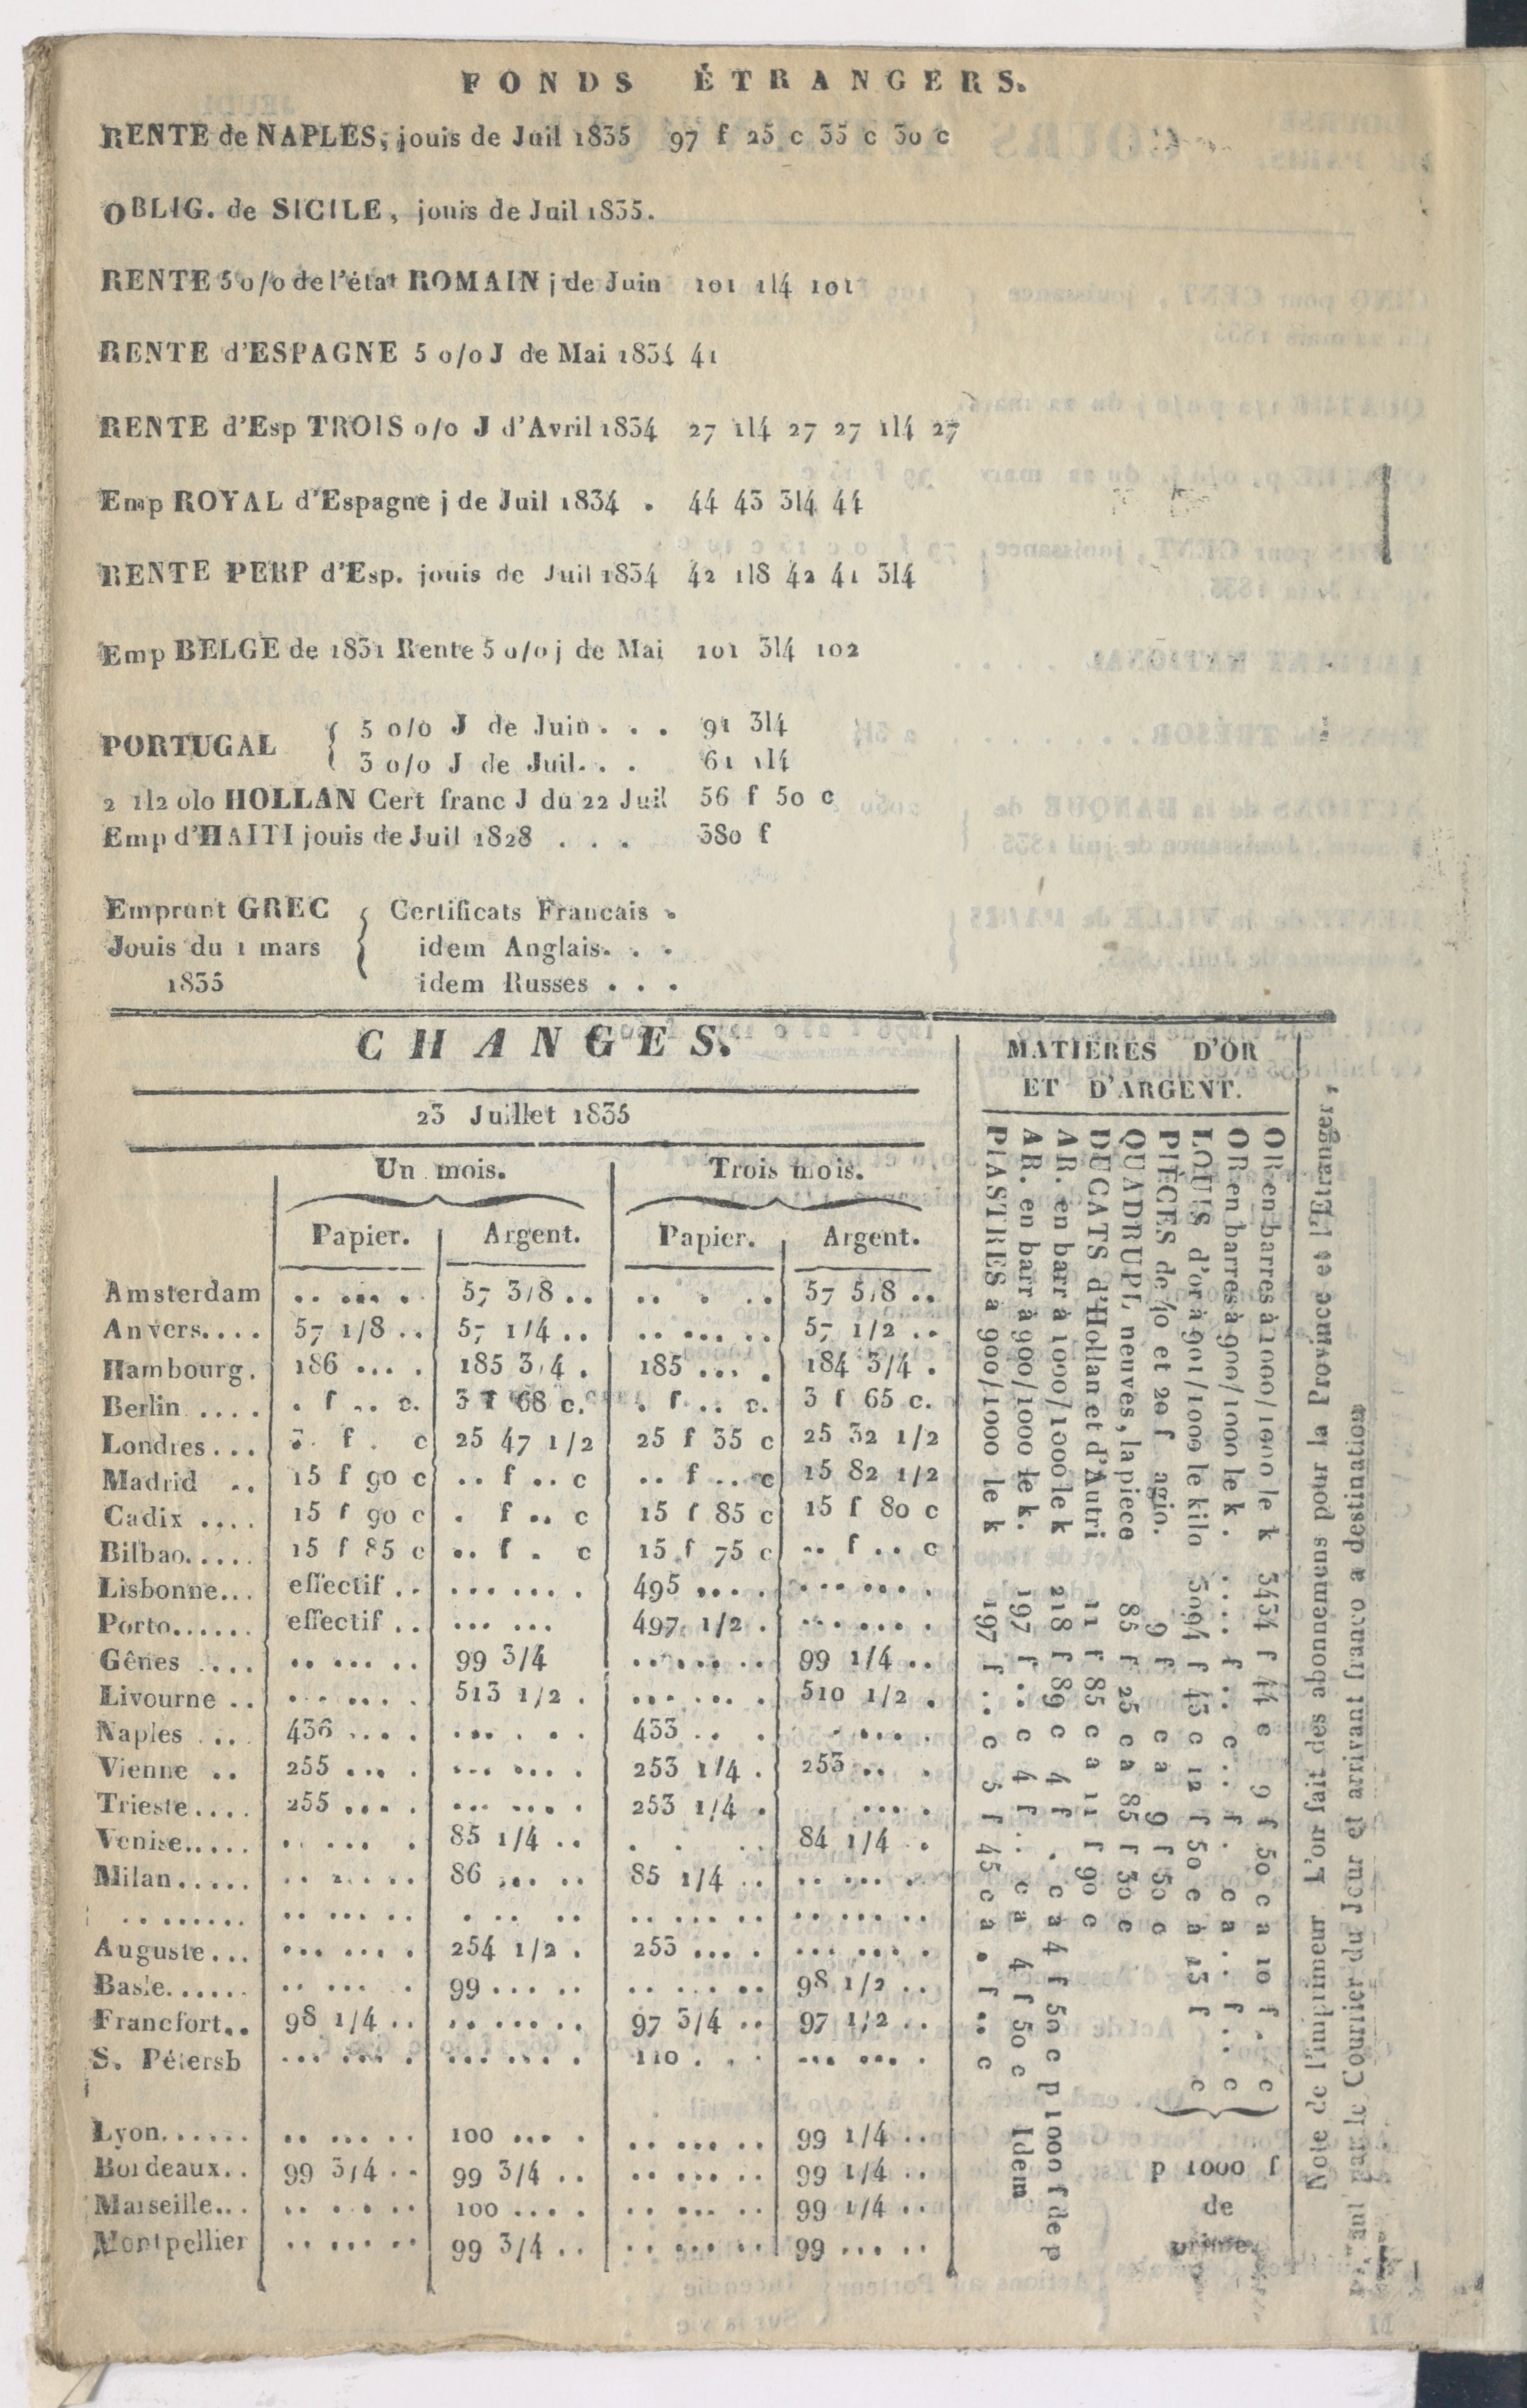 FONDS ÉTRANGERS.
RENTE de NAPLES, jouis de Juil 1835 97 f 25 c 35 c 30 c
OBLIG. de SICILE, jouis de Juil 1835.
RENTE 5 o/o de l'état ROMAIN j de Juin 101 1l4 101
RENTE d'ESPAGNE 5 o/o J de Mai 1834 41
RENTE d'Esp TROIS o/o J d'Avril 1834 27 1l4 27 27 1l4 27
Emp ROYAL d'Espagne j de Juil 1834 . 44 43 3l4 44
RENTE PERP d'Esp. jouis de Juil 1834 42 1l8 42 41 3l4
Emp BELGE de 1831 Rente 5 o/o j de Mai 101 3l4 102
PORTUGAL { 5 o/o J de Juin . . . 91 3l4
3 o/o J de Juil. . . 61 1l4
2 1l2 olo HOLLAN Cert franc J du 22 Juil 56 f 50 c
Emp d'HAITI jouis de Juil 1828 . . . 380 f
Emprunt GREC { Certificats Francais .
Jouis du 1 mars idem Anglais. . .
1835 idem Russes . . .
CHANGES.
23 Juillet 1835
Un mois. Trois mois.
Papier. Argent. Papier. Argent.
Amsterdam .. ... . 57 3/8 .. .. . .. 57 5/8 ..
Anvers.... 57 1/8 .. 57 1/4 .. .. ... .. 57 1/2 ..
Hambourg. 186 ... . 185 3/4 . 185 ... . 184 3/4 .
Berlin .... . f .. c. 3 f 68 c. . f .. c. 3 f 65 c.
Londres... . f . c 25 47 1/2 25 f 35 c 25 32 1/2
Madrid .. 15 f 90 c .. f .. c .. f .. c 15 82 1/2
Cadix .... 15 f 90 c . f .. c 15 f 85 c 15 f 80 c
Bilbao..... 15 f 85 c .. f . c 15 f 75 c .. f .. c
Lisbonne... effectif .. ... ... . 495 ... . ... ... .
Porto...... effectif .. ... ... 497 1/2 . ... ... .
Gênes .... .. ... .. 99 3/4 .. ... .. 99 1/4 ..
Livourne .. .. ... . 513 1/2 . ... ... . 510 1/2 .
Naples ... 436 ... . ... . . . 433 .. . . ... .
Vienne .. 255 ... . ... ... . 253 1/4 . 253 .. .
Trieste.... 255 ... . ... ... . 253 1/4 . ... .
Venise..... .. ... . 85 1/4 .. . . .. 84 1/4 ..
Milan..... .. ... .. 86 ... .. 85 1/4 .. .. ... ..
........ .. ... .. . .. .. .. ... .. .. ... ..
Auguste... ... ... . 254 1/2 . 253 ... . ... ... .
Basle...... .. ... . 99 ... .. .. ... .. 98 1/2 ..
Francfort.. 98 1/4 .. .. ... .. 97 3/4 .. 97 1/2 ..
S. Pétersb ... ... . ... ... . 110 . . . ... ... .
Lyon...... .. ... .. 100 ... . .. ... .. 99 1/4 ..
Bordeaux.. 99 3/4 .. 99 3/4 .. .. ... .. 99 1/4 ..
Marseille... .. ... .. 100 ... . .. ... .. 99 1/4 ..
Montpellier .. ... .. 99 3/4 .. .. ... .. 99 ... ..
MATIÈRES D'OR
ET D'ARGENT.
OR en barres à 1000/1000 le k 3434 f 44 c 9 f 50 c a 10 f . c
OR en barres à 900/1000 le k. .... f .. c .. f . c a .. f .. c
LOUIS d'or à 901/1000 le kilo 3094 f 43 c 12 f 50 c à 13 f c
PIÈCES de 40 et 20 f agio. 9 f c a 9 f 50 c
QUADRUPL neuves, la piece 85 f 25 c a 85 f 30 c
DUCATS d'Hollan et d'Autri 11 f 85 c a 11 f 90 c
AR. en barr à 1000/1000 le k 218 f 89 c 4 f . c à 4 f 50 c p 1000 f de p
AR. en barr à 900/1000 le k. 197 f .. c 4 f .. c a 4 f 50 c Idem
PIASTRES a 900/1000 le k 197 f .. c 5 f 45 c a . f .. c
p 1000 f
de
prime.
Note de l'imprimeur L'on fait des abonnemens pour la Province et l'Etranger,
par le Courier du Jour et arrivant franco a destination